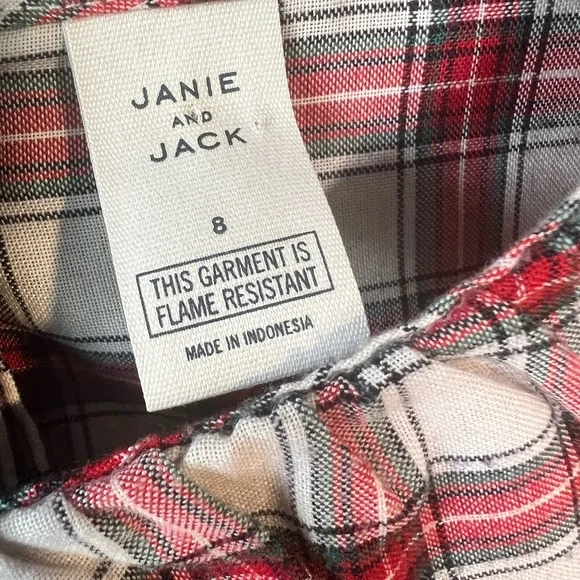 JANIE
AND
JACK
8
THIS GARMENT IS
FLAME RESISTANT
MADE IN INDONESIA